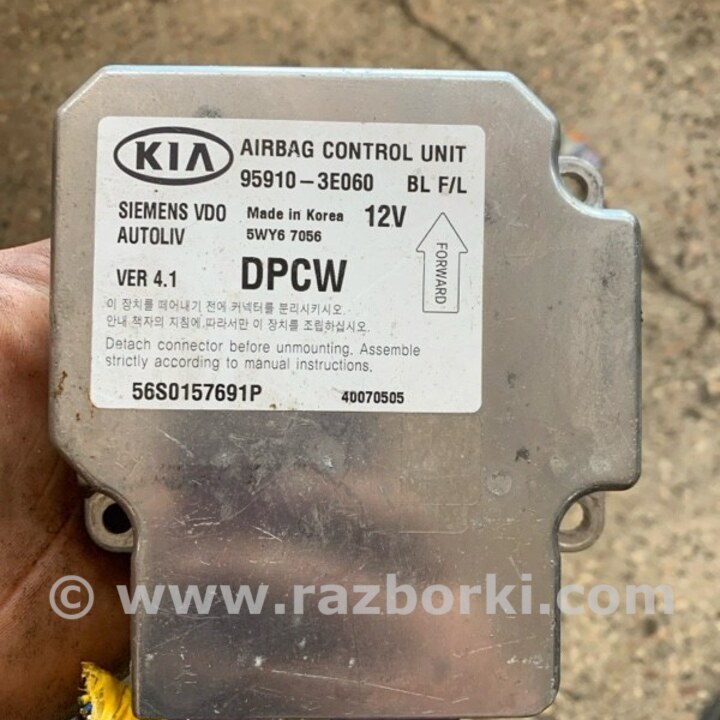 KIA AIRBAG CONTROL UNIT
95910-3E060 BL F/L
SIEMENS VDO Made in Korea 12V
AUTOLIV 5WY6 7056
FORWARD
VER 4.1 DPCW
이 장치를 떼어내기 전에 커넥터를 분리시키시오.
안내 책자의 지침에 따라서만 이 장치를 조립하십시오.
Detach connector before unmounting. Assemble
strictly according to manual instructions.
56S0157691P 40070505
© www.razborki.com